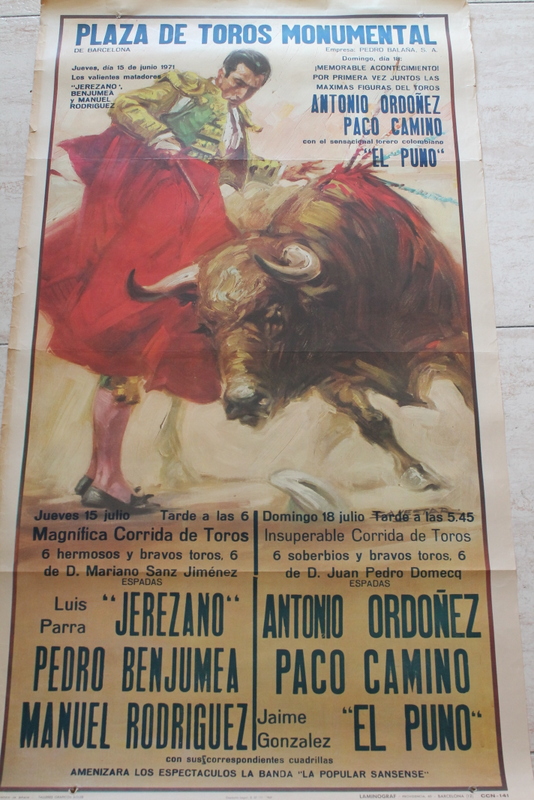 PLAZA DE TOROS MONUMENTAL
DE BARCELONA
Empresa: PEDRO BALAÑA, S. A.
Jueves, día 15 de junio 1971
Los valientes matadores
"JEREZANO",
BENJUMEA
y MANUEL
RODRIGUEZ
Domingo, día 18:
¡MEMORABLE ACONTECIMIENTO!
POR PRIMERA VEZ JUNTOS LAS
MAXIMAS FIGURAS DEL TOROS
ANTONIO ORDOÑEZ
PACO CAMINO
con el sensacional torero colombiano
"EL PUNO"
Jueves 15 julio Tarde a las 6
Magnífica Corrida de Toros
6 hermosos y bravos toros, 6
de D. Mariano Sanz Jiménez
ESPADAS
Luis Parra "JEREZANO"
PEDRO BENJUMEA
MANUEL RODRIGUEZ
Domingo 18 julio Tarde a las 5.45
Insuperable Corrida de Toros
6 soberbios y bravos toros, 6
de D. Juan Pedro Domecq
ESPADAS
ANTONIO ORDOÑEZ
PACO CAMINO
Jaime Gonzalez "EL PUNO"
con sus correspondientes cuadrillas
AMENIZARA LOS ESPECTACULOS LA BANDA "LA POPULAR SANSENSE"
LAMINOGRAF
CCN-141